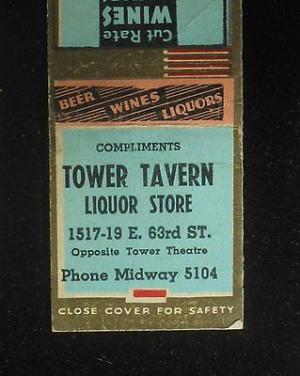 Cut Rate
WINES
BEER WINES LIQUORS
COMPLIMENTS
TOWER TAVERN
LIQUOR STORE
1517-19 E. 63rd ST.
Opposite Tower Theatre
Phone Midway 5104
CLOSE COVER FOR SAFETY